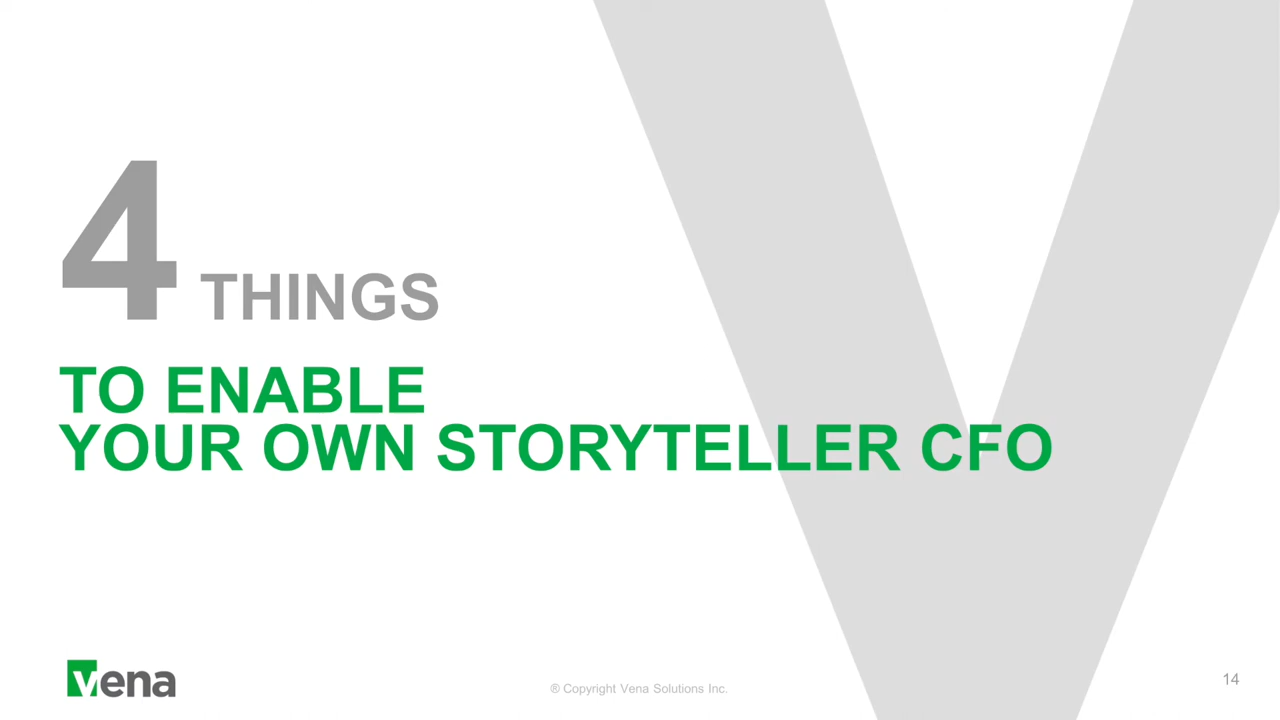 4 THINGS
TO ENABLE
YOUR OWN STORYTELLER CFO
vena
® Copyright Vena Solutions Inc.
14